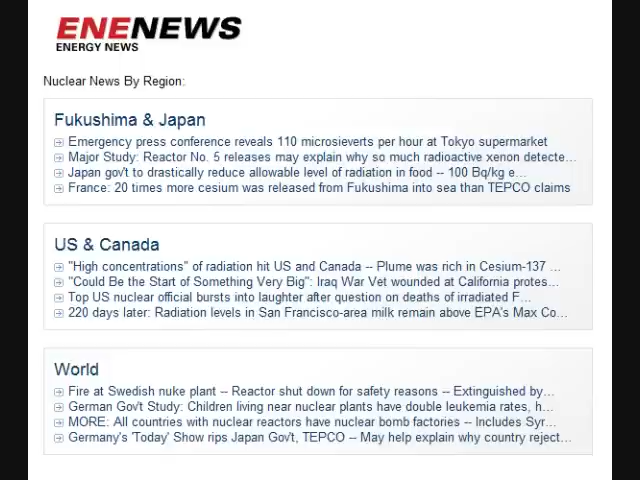 ENENEWS
ENERGY NEWS
Nuclear News By Region:
Fukushima & Japan
Emergency press conference reveals 110 microsieverts per hour at Tokyo supermarket
Major Study: Reactor No. 5 releases may explain why so much radioactive xenon detecte...
Japan gov't to drastically reduce allowable level of radiation in food -- 100 Bq/kg e...
France: 20 times more cesium was released from Fukushima into sea than TEPCO claims
US & Canada
"High concentrations" of radiation hit US and Canada -- Plume was rich in Cesium-137 ...
"Could Be the Start of Something Very Big": Iraq War Vet wounded at California protes...
Top US nuclear official bursts into laughter after question on deaths of irradiated F...
220 days later: Radiation levels in San Francisco-area milk remain above EPA's Max Co...
World
Fire at Swedish nuke plant -- Reactor shut down for safety reasons -- Extinguished by...
German Gov't Study: Children living near nuclear plants have double leukemia rates, h...
MORE: All countries with nuclear reactors have nuclear bomb factories -- Includes Syr...
Germany's 'Today' Show rips Japan Gov't, TEPCO -- May help explain why country reject...